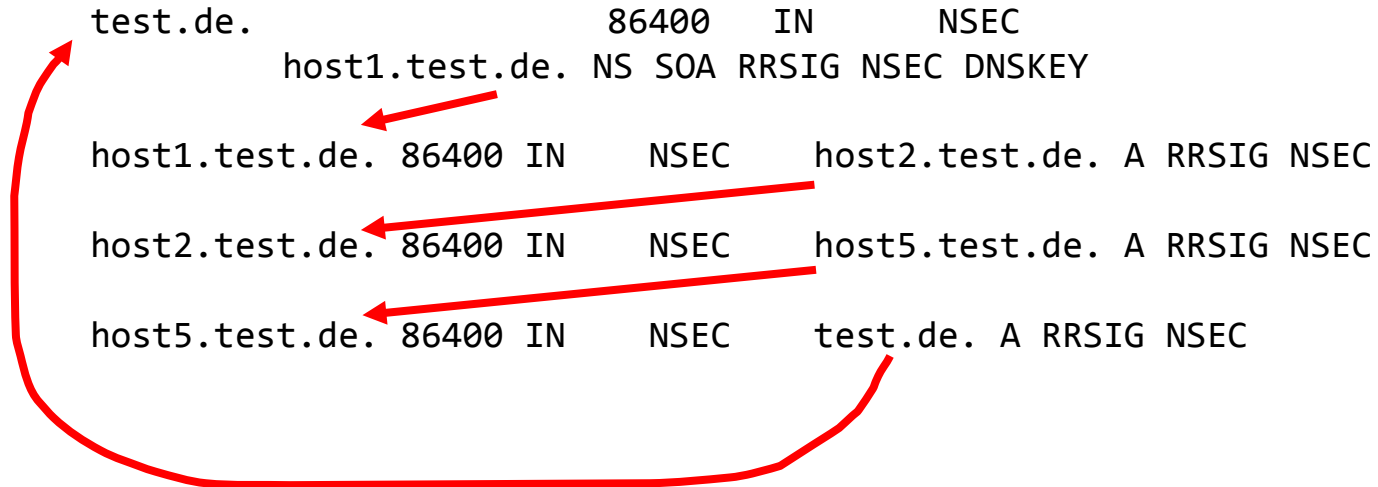 test.de. 86400 IN NSEC
host1.test.de. NS SOA RRSIG NSEC DNSKEY
host1.test.de. 86400 IN NSEC host2.test.de. A RRSIG NSEC
host2.test.de. 86400 IN NSEC host5.test.de. A RRSIG NSEC
host5.test.de. 86400 IN NSEC test.de. A RRSIG NSEC